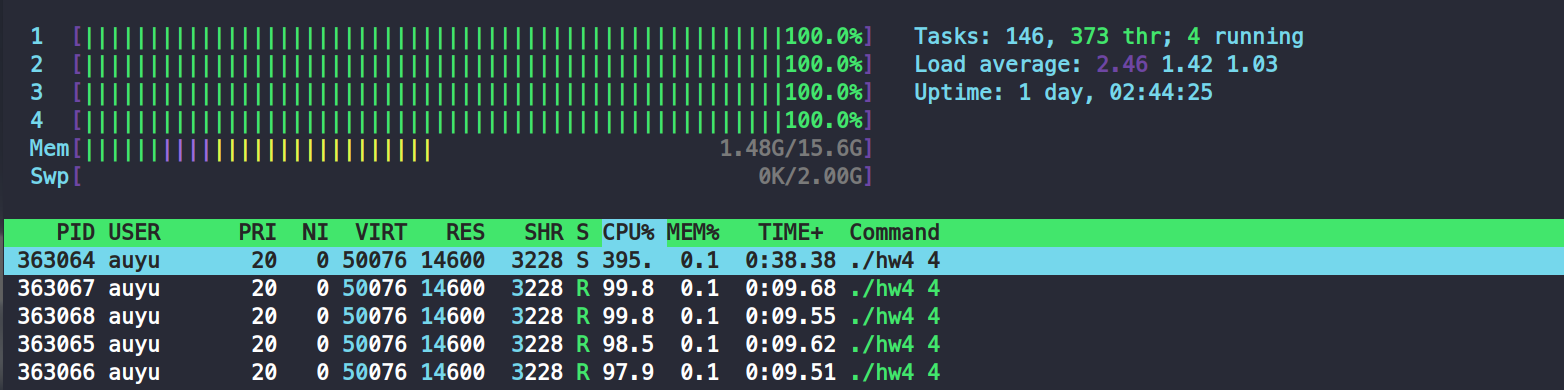 1 [||||||||||||||||||||||||||||||||||||||||||||||||||||||100.0%] Tasks: 146, 373 thr; 4 running
2 [||||||||||||||||||||||||||||||||||||||||||||||||||||||100.0%] Load average: 2.46 1.42 1.03
3 [||||||||||||||||||||||||||||||||||||||||||||||||||||||100.0%] Uptime: 1 day, 02:44:25
4 [||||||||||||||||||||||||||||||||||||||||||||||||||||||100.0%]
Mem[||||||||||||||||||||||||||| 1.48G/15.6G]
Swp[ 0K/2.00G]
PID USER PRI NI VIRT RES SHR S CPU% MEM% TIME+ Command
363064 auyu 20 0 50076 14600 3228 S 395. 0.1 0:38.38 ./hw4 4
363067 auyu 20 0 50076 14600 3228 R 99.8 0.1 0:09.68 ./hw4 4
363068 auyu 20 0 50076 14600 3228 R 99.8 0.1 0:09.55 ./hw4 4
363065 auyu 20 0 50076 14600 3228 R 98.5 0.1 0:09.62 ./hw4 4
363066 auyu 20 0 50076 14600 3228 R 97.9 0.1 0:09.51 ./hw4 4